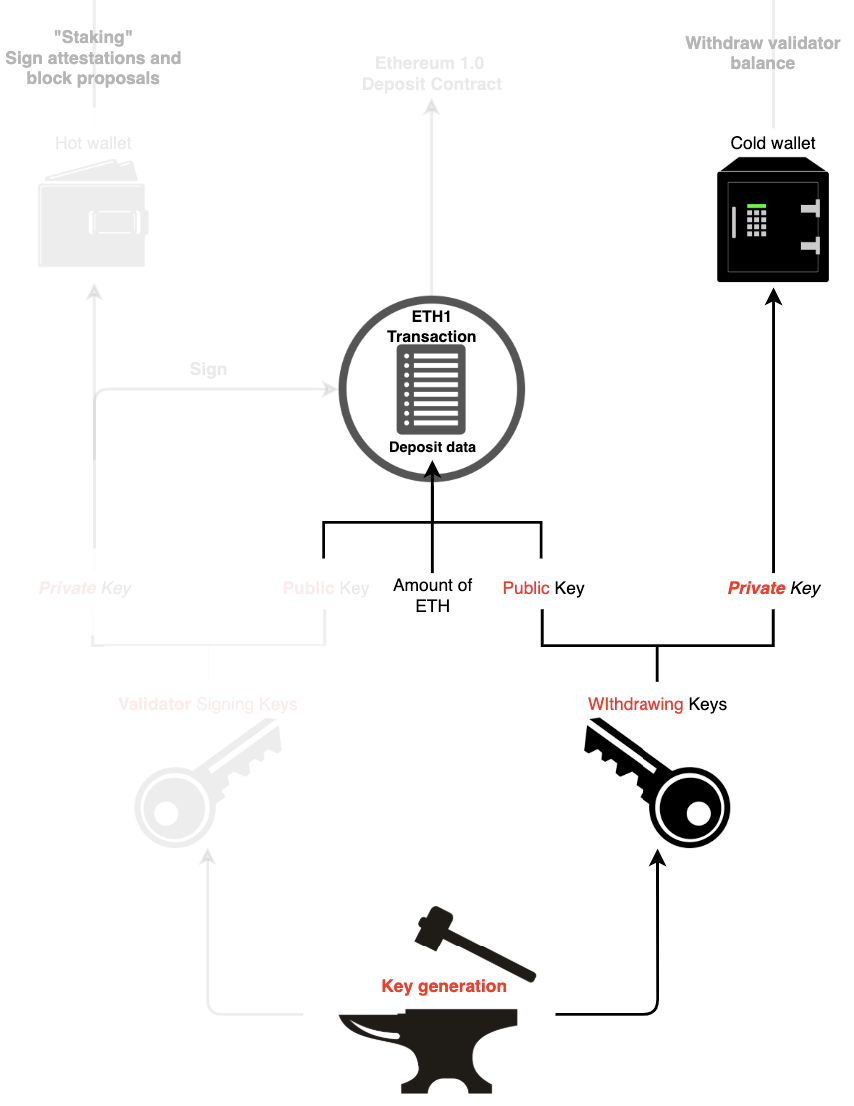 "Staking"
Sign attestations and
block proposals
Ethereum 1.0
Deposit Contract
Withdraw validator
balance
Hot wallet
Cold wallet
ETH1
Transaction
Sign
Deposit data
Private Key
Public Key
Amount of
ETH
Public Key
Private Key
Validator Signing Keys
WIthdrawing Keys
Key generation